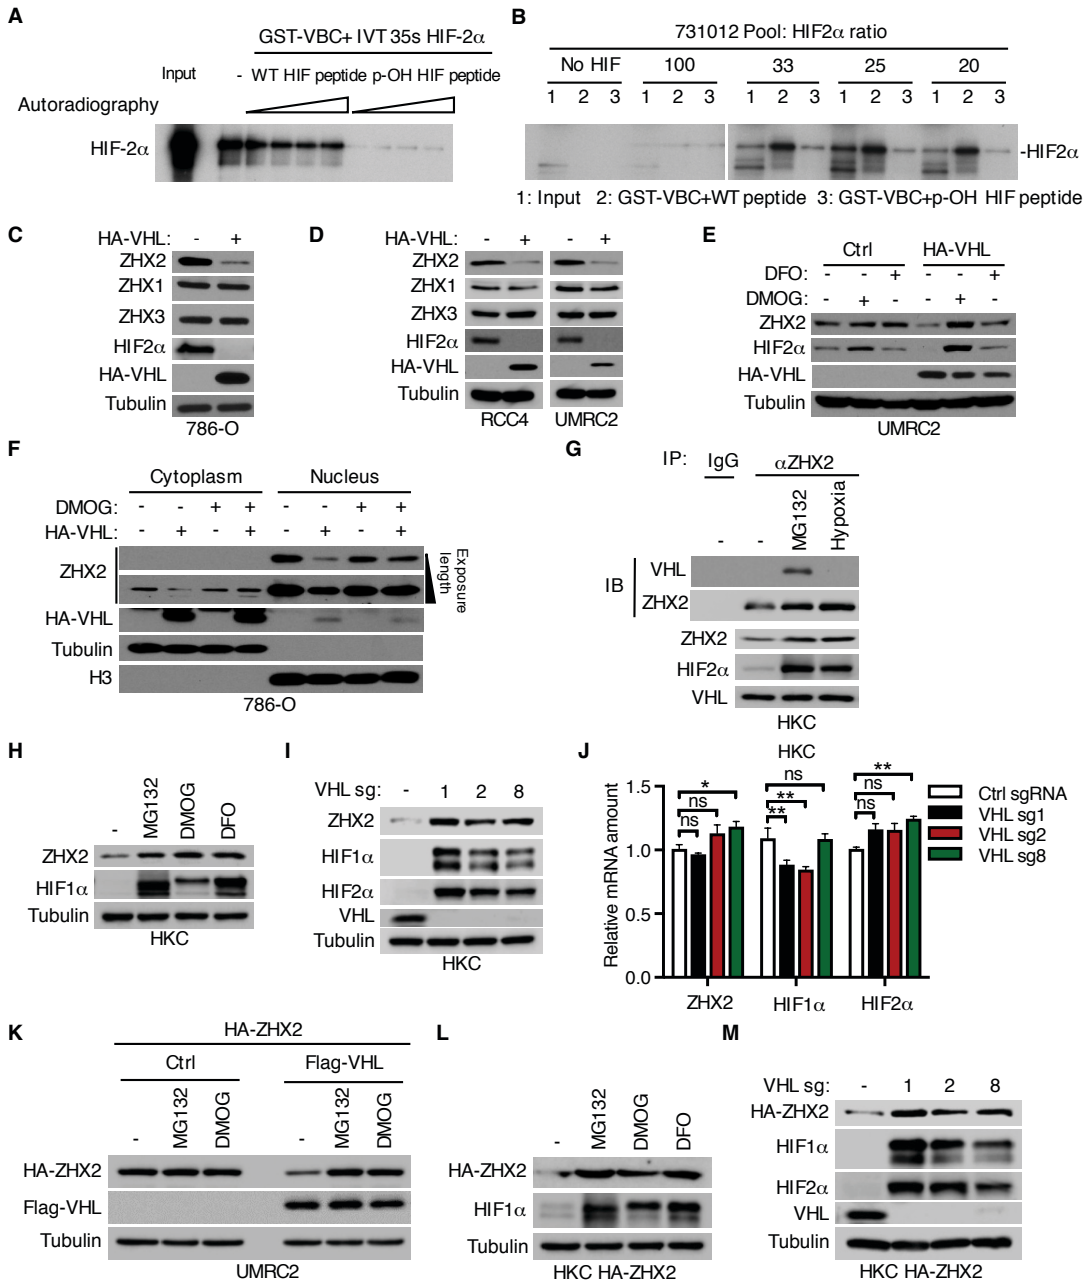 A
GST-VBC+ IVT 35s HIF-2α
Input - WT HIF peptide p-OH HIF peptide
Autoradiography
HIF-2α
B
731012 Pool: HIF2α ratio
No HIF 100 33 25 20
1 2 3 1 2 3 1 2 3 1 2 3 1 2 3
-HIF2α
1: Input 2: GST-VBC+WT peptide 3: GST-VBC+p-OH HIF peptide
C
HA-VHL: - +
ZHX2
ZHX1
ZHX3
HIF2α
HA-VHL
Tubulin
786-O
D
HA-VHL: - + - +
ZHX2
ZHX1
ZHX3
HIF2α
HA-VHL
Tubulin
RCC4 UMRC2
E
Ctrl HA-VHL
DFO: - - + - - +
DMOG: - + - - + -
ZHX2
HIF2α
HA-VHL
Tubulin
UMRC2
F
Cytoplasm Nucleus
DMOG: - - + + - - + +
HA-VHL: - + - + - + - +
ZHX2
Exposure length
HA-VHL
Tubulin
H3
786-O
G
IP: IgG αZHX2
- - MG132 Hypoxia
IB
VHL
ZHX2
ZHX2
HIF2α
VHL
HKC
H
- MG132 DMOG DFO
ZHX2
HIF1α
Tubulin
HKC
I
VHL sg: - 1 2 8
ZHX2
HIF1α
HIF2α
VHL
Tubulin
HKC
J
HKC
Relative mRNA amount
1.5
1.0
0.5
0.0
ns ns *
** ** ns
ns ns **
ZHX2 HIF1α HIF2α
Ctrl sgRNA
VHL sg1
VHL sg2
VHL sg8
K
HA-ZHX2
Ctrl Flag-VHL
- MG132 DMOG - MG132 DMOG
HA-ZHX2
Flag-VHL
Tubulin
UMRC2
L
- MG132 DMOG DFO
HA-ZHX2
HIF1α
Tubulin
HKC HA-ZHX2
M
VHL sg: - 1 2 8
HA-ZHX2
HIF1α
HIF2α
VHL
Tubulin
HKC HA-ZHX2